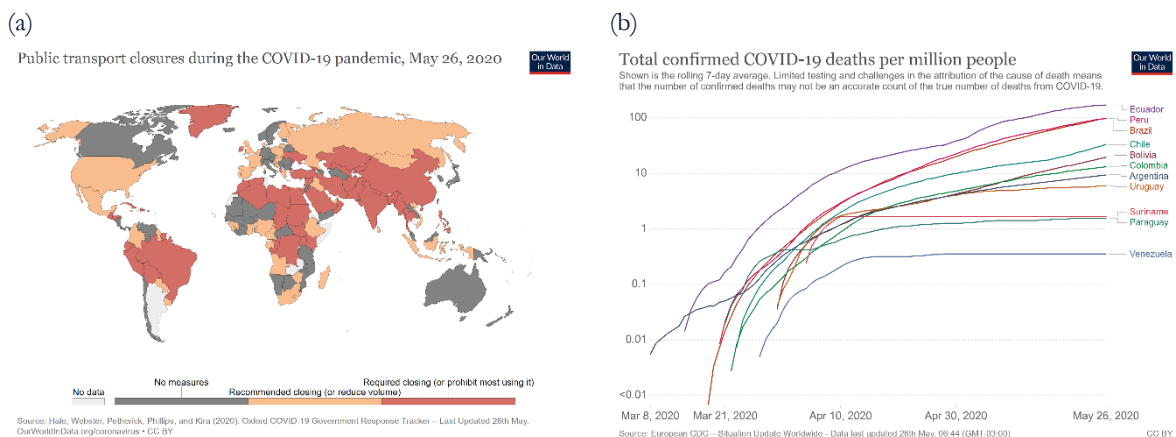 (a)
Public transport closures during the COVID-19 pandemic, May 26, 2020
Our World
in Data
No data
No measures
Recommended closing (or reduce volume)
Required closing (or prohibit most using it)
Source: Hale, Webster, Petherick, Phillips, and Kira (2020). Oxford COVID-19 Government Response Tracker – Last Updated 26th May.
OurWorldInData.org/coronavirus • CC BY
(b)
Total confirmed COVID-19 deaths per million people
Shown is the rolling 7-day average. Limited testing and challenges in the attribution of the cause of death means
that the number of confirmed deaths may not be an accurate count of the true number of deaths from COVID-19.
Our World
in Data
100
10
1
0.1
0.01
<0.01
Ecuador
Peru
Brazil
Chile
Bolivia
Colombia
Argentina
Uruguay
Suriname
Paraguay
Venezuela
Mar 8, 2020
Mar 21, 2020
Apr 10, 2020
Apr 30, 2020
May 26, 2020
Source: European CDC – Situation Update Worldwide - Data last updated 26th May, 06:44 (GMT-03:00)
CC BY